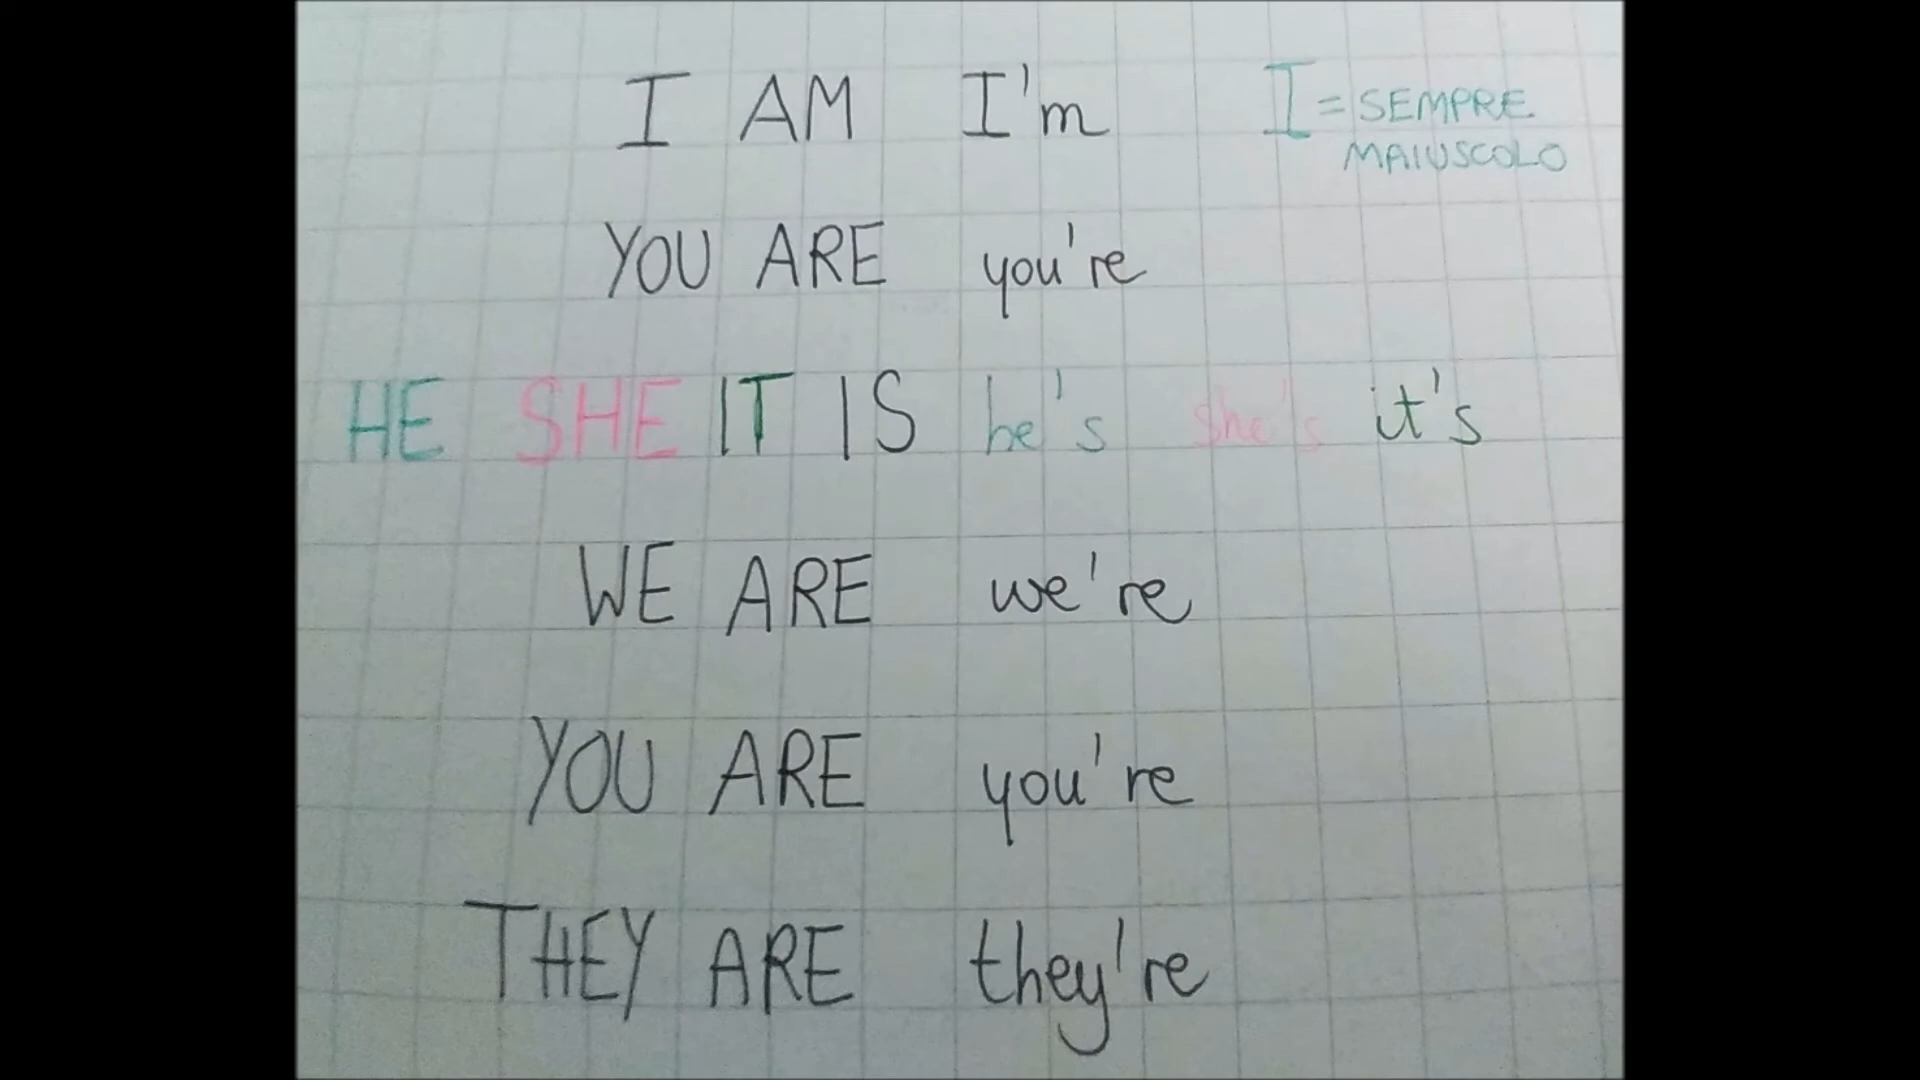 I AM I'm I = SEMPRE
MAIUSCOLO
YOU ARE you're
HE SHE IT IS he's she's it's
WE ARE we're
YOU ARE you're
THEY ARE they're